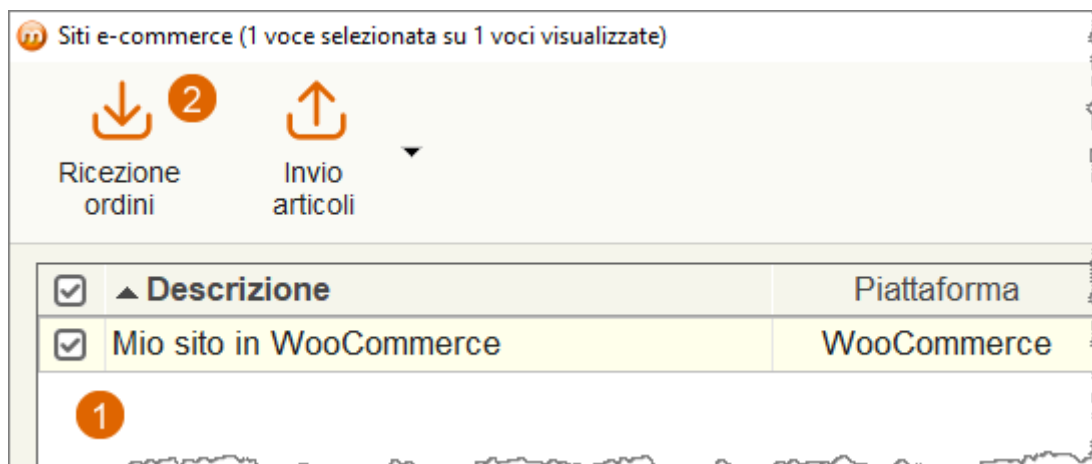 Siti e-commerce (1 voce selezionata su 1 voci visualizzate)
2
Ricezione ordini
Invio articoli
Descrizione Piattaforma
Mio sito in WooCommerce WooCommerce
1